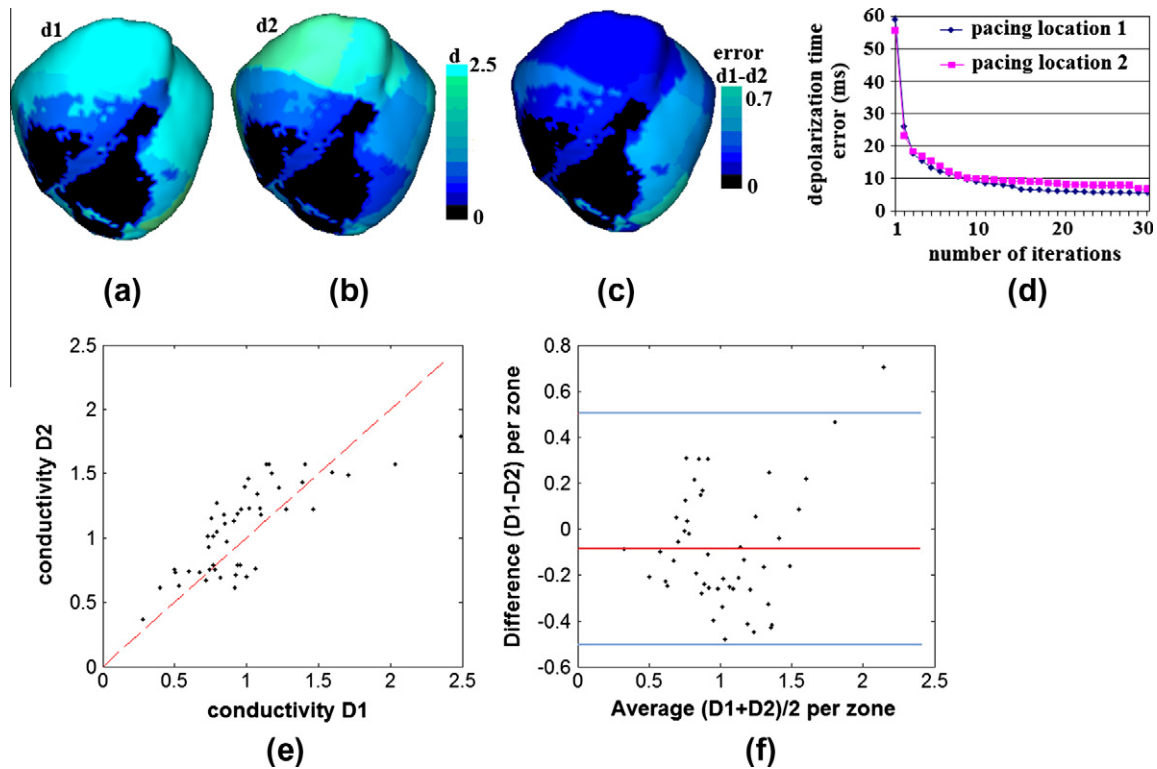 d1
d2
d
2.5
0
error
d1-d2
0.7
0
depolarization time
error (ms)
60
50
40
30
20
10
0
pacing location 1
pacing location 2
1
10
20
30
number of iterations
(a)
(b)
(c)
(d)
conductivity D2
2.5
2
1.5
1
0.5
0
0
0.5
1
1.5
2
2.5
conductivity D1
(e)
Difference (D1-D2) per zone
0.8
0.6
0.4
0.2
0
-0.2
-0.4
-0.6
0
0.5
1
1.5
2
2.5
Average (D1+D2)/2 per zone
(f)